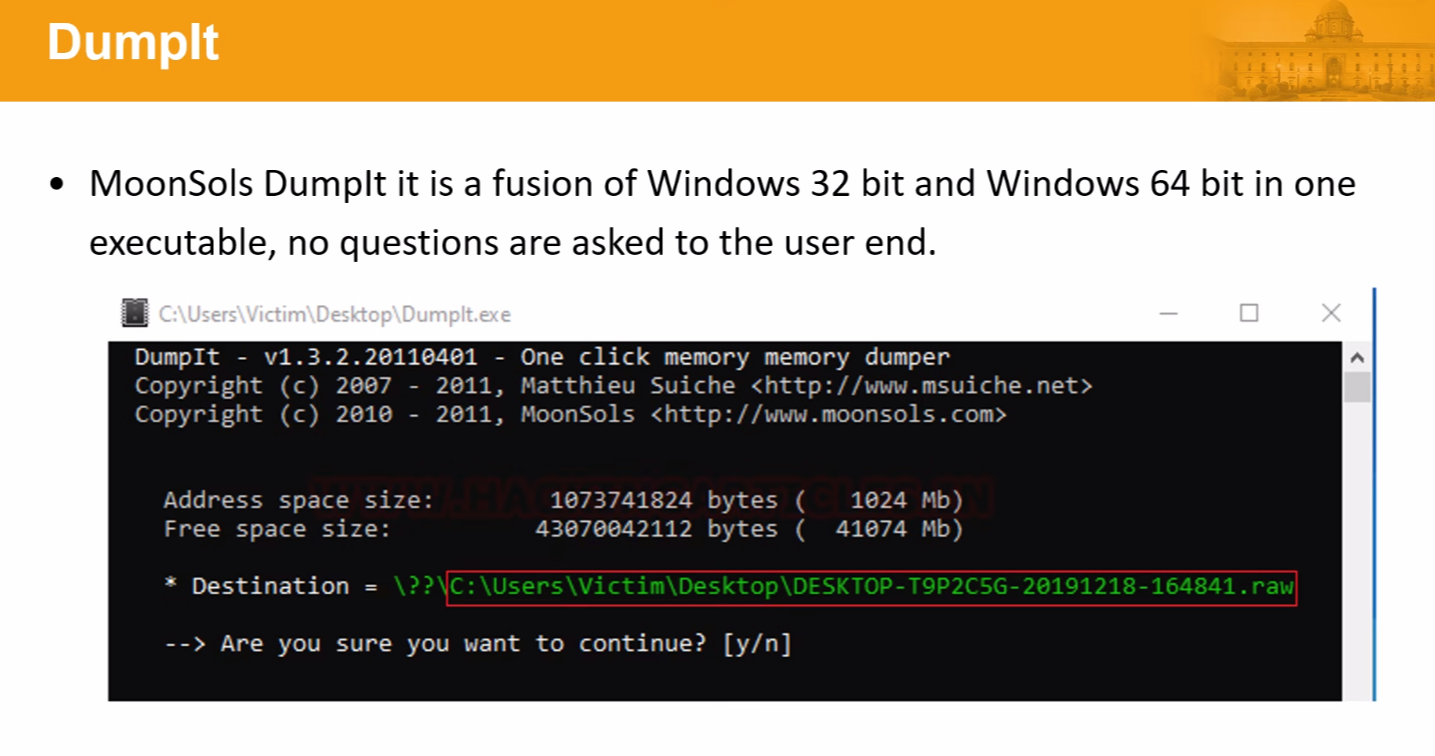 DumpIt
• MoonSols DumpIt it is a fusion of Windows 32 bit and Windows 64 bit in one
executable, no questions are asked to the user end.
C:\Users\Victim\Desktop\DumpIt.exe
DumpIt - v1.3.2.20110401 - One click memory memory dumper
Copyright (c) 2007 - 2011, Matthieu Suiche <http://www.msuiche.net>
Copyright (c) 2010 - 2011, MoonSols <http://www.moonsols.com>
Address space size: 1073741824 bytes ( 1024 Mb)
Free space size: 43070042112 bytes ( 41074 Mb)
* Destination = \??\C:\Users\Victim\Desktop\DESKTOP-T9P2C5G-20191218-164841.raw
--> Are you sure you want to continue? [y/n]